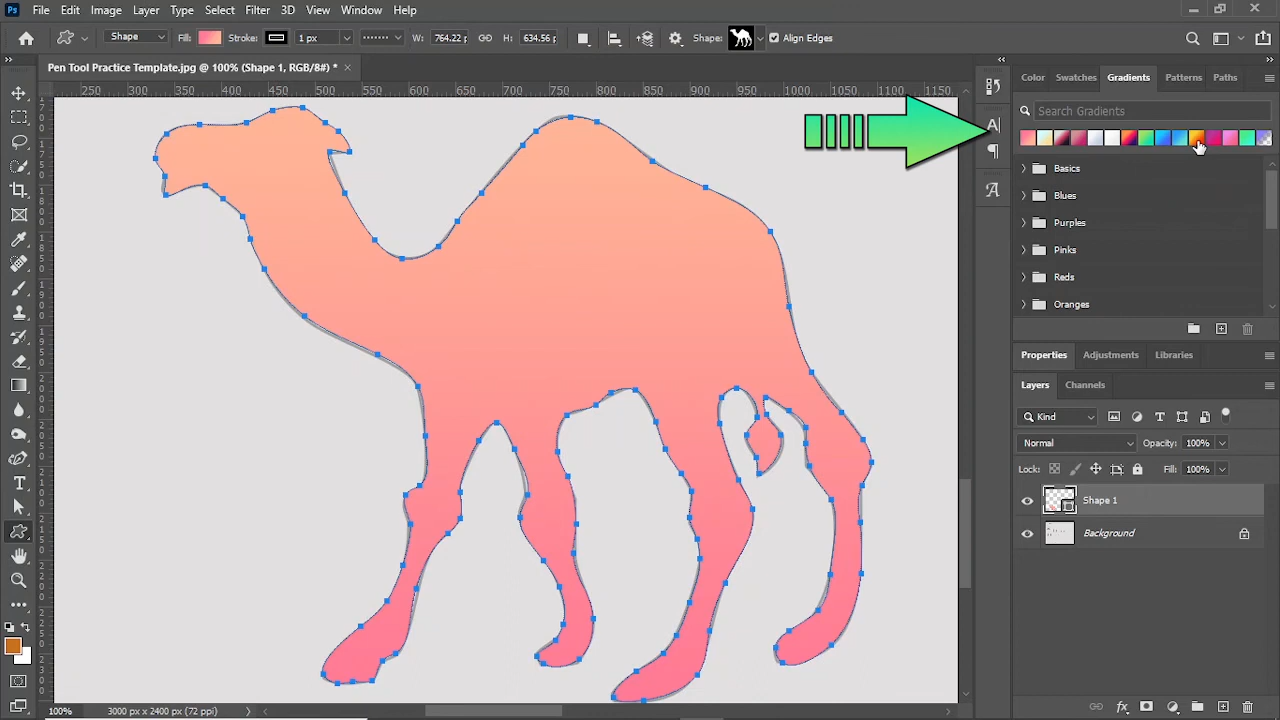 Ps File Edit Image Layer Type Select Filter 3D View Window Help
Shape Fill: Stroke: 1 px W: 764.22 p H: 634.56 p Shape: Align Edges
Pen Tool Practice Template.jpg @ 100% (Shape 1, RGB/8#) * ×
250 300 350 400 450 500 550 600 650 700 750 800 850 900 950 1000 1050 1100 1150
Color Swatches Gradients Patterns Paths
Search Gradients
Basics
Blues
Purples
Pinks
Reds
Oranges
Properties Adjustments Libraries
Layers Channels
Kind
Normal Opacity: 100%
Locks: Fill: 100%
Shape 1
Background
100% 3000 px x 2400 px (72 ppi)